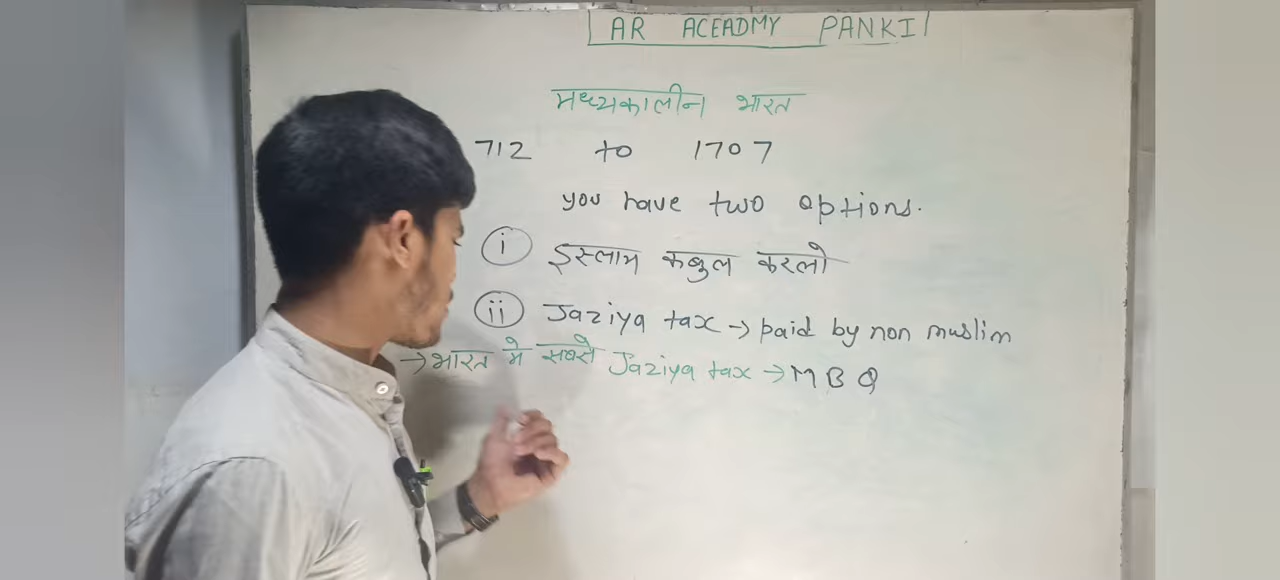 AR ACEADMY PANKI
मध्यकालीन भारत
712 to 1707
you have two options.
i इस्लाम कबुल करलो
ii Jaziya tax → paid by non muslim
→ भारत मे सबसे Jaziya tax → M B Q